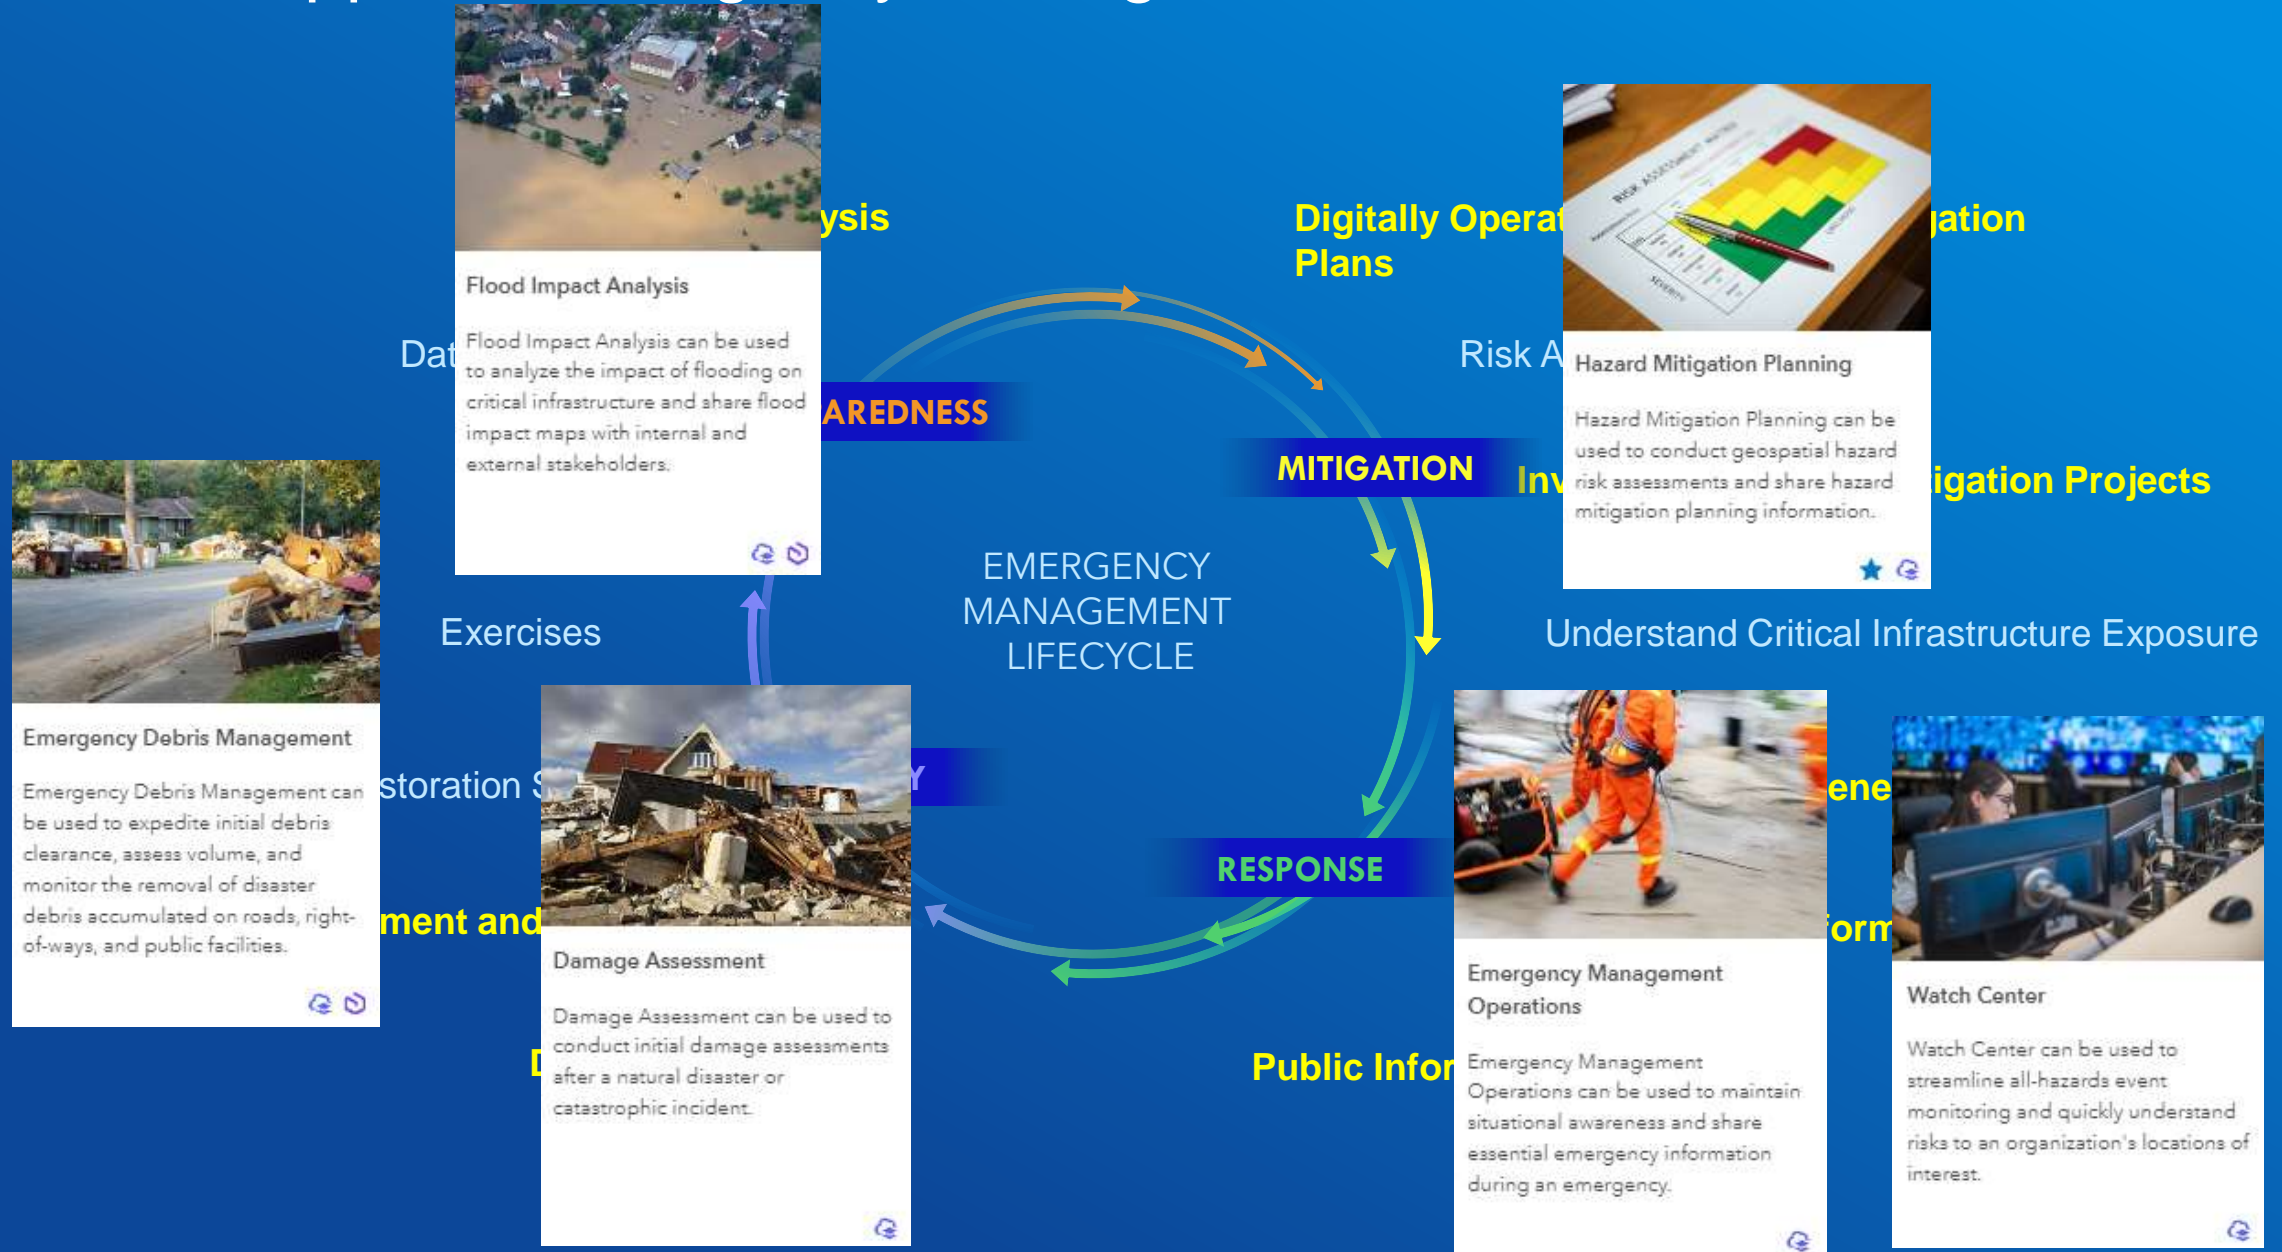 ysis
Digitally Operat
gation
Plans
RISK ASSESSMENT MATRIX
SEVERITY
Flood Impact Analysis
Flood Impact Analysis can be used
to analyze the impact of flooding on
critical infrastructure and share flood
impact maps with internal and
external stakeholders.
Dat
Risk A
Hazard Mitigation Planning
Hazard Mitigation Planning can be
used to conduct geospatial hazard
risk assessments and share hazard
mitigation planning information.
AREDNESS
MITIGATION
Inv
tigation Projects
EMERGENCY
MANAGEMENT
LIFECYCLE
Exercises
Understand Critical Infrastructure Exposure
Emergency Debris Management
Emergency Debris Management can
be used to expedite initial debris
clearance, assess volume, and
monitor the removal of disaster
debris accumulated on roads, right-
of-ways, and public facilities.
storation S
Y
ene
RESPONSE
ment and
form
Damage Assessment
Damage Assessment can be used to
conduct initial damage assessments
after a natural disaster or
catastrophic incident.
Public Infor
Emergency Management
Operations
Emergency Management
Operations can be used to maintain
situational awareness and share
essential emergency information
during an emergency.
Watch Center
Watch Center can be used to
streamline all-hazards event
monitoring and quickly understand
risks to an organization's locations of
interest.